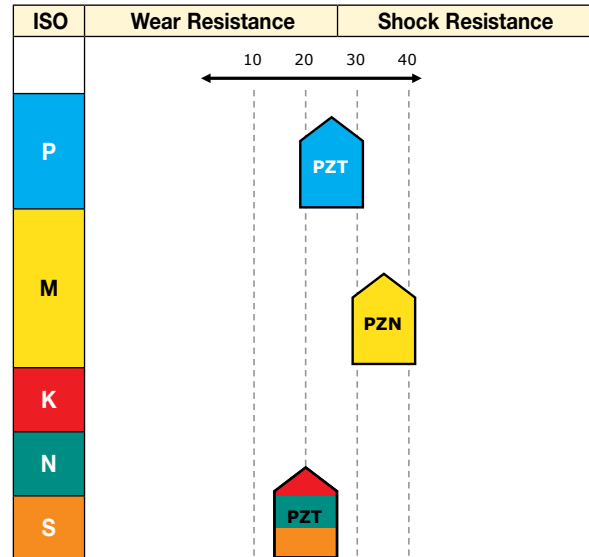 ISO Wear Resistance Shock Resistance
10 20 30 40
P
PZT
M
PZN
K
N
PZT
S